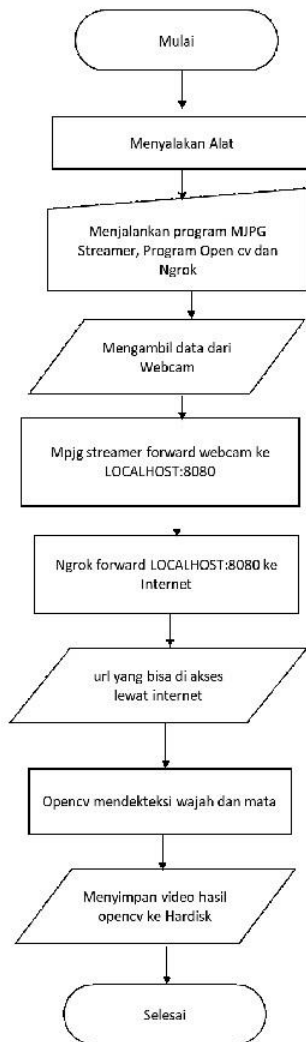 Mulai
Menyalakan Alat
Menjalankan program MJPG
Streamer, Program Open cv dan
Ngrok
Mengambil data dari
Webcam
Mpjg streamer forward webcam ke
LOCALHOST:8080
Ngrok forward LOCALHOST:8080 ke
Internet
url yang bisa di akses
lewat internet
Opencv mendekteksi wajah dan mata
Menyimpan video hasil
opencv ke Hardisk
Selesai